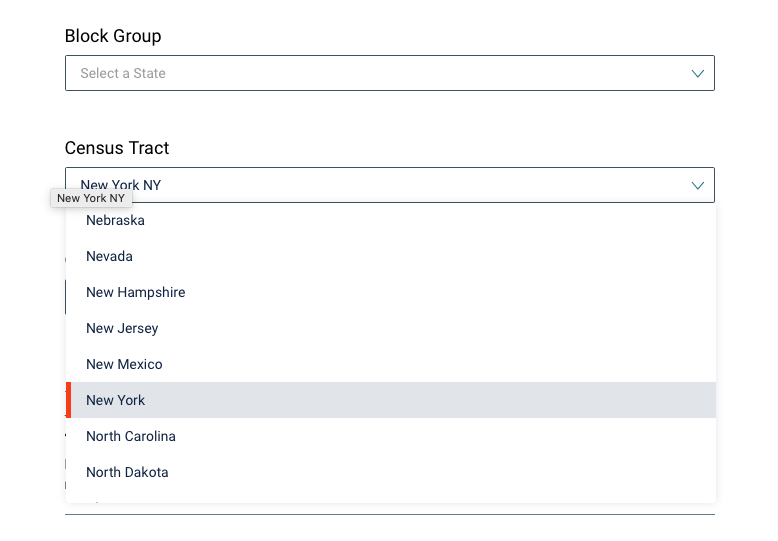 Block Group
Select a State
Census Tract
New York NY
New York NY
Nebraska
Nevada
New Hampshire
New Jersey
New Mexico
New York
North Carolina
North Dakota